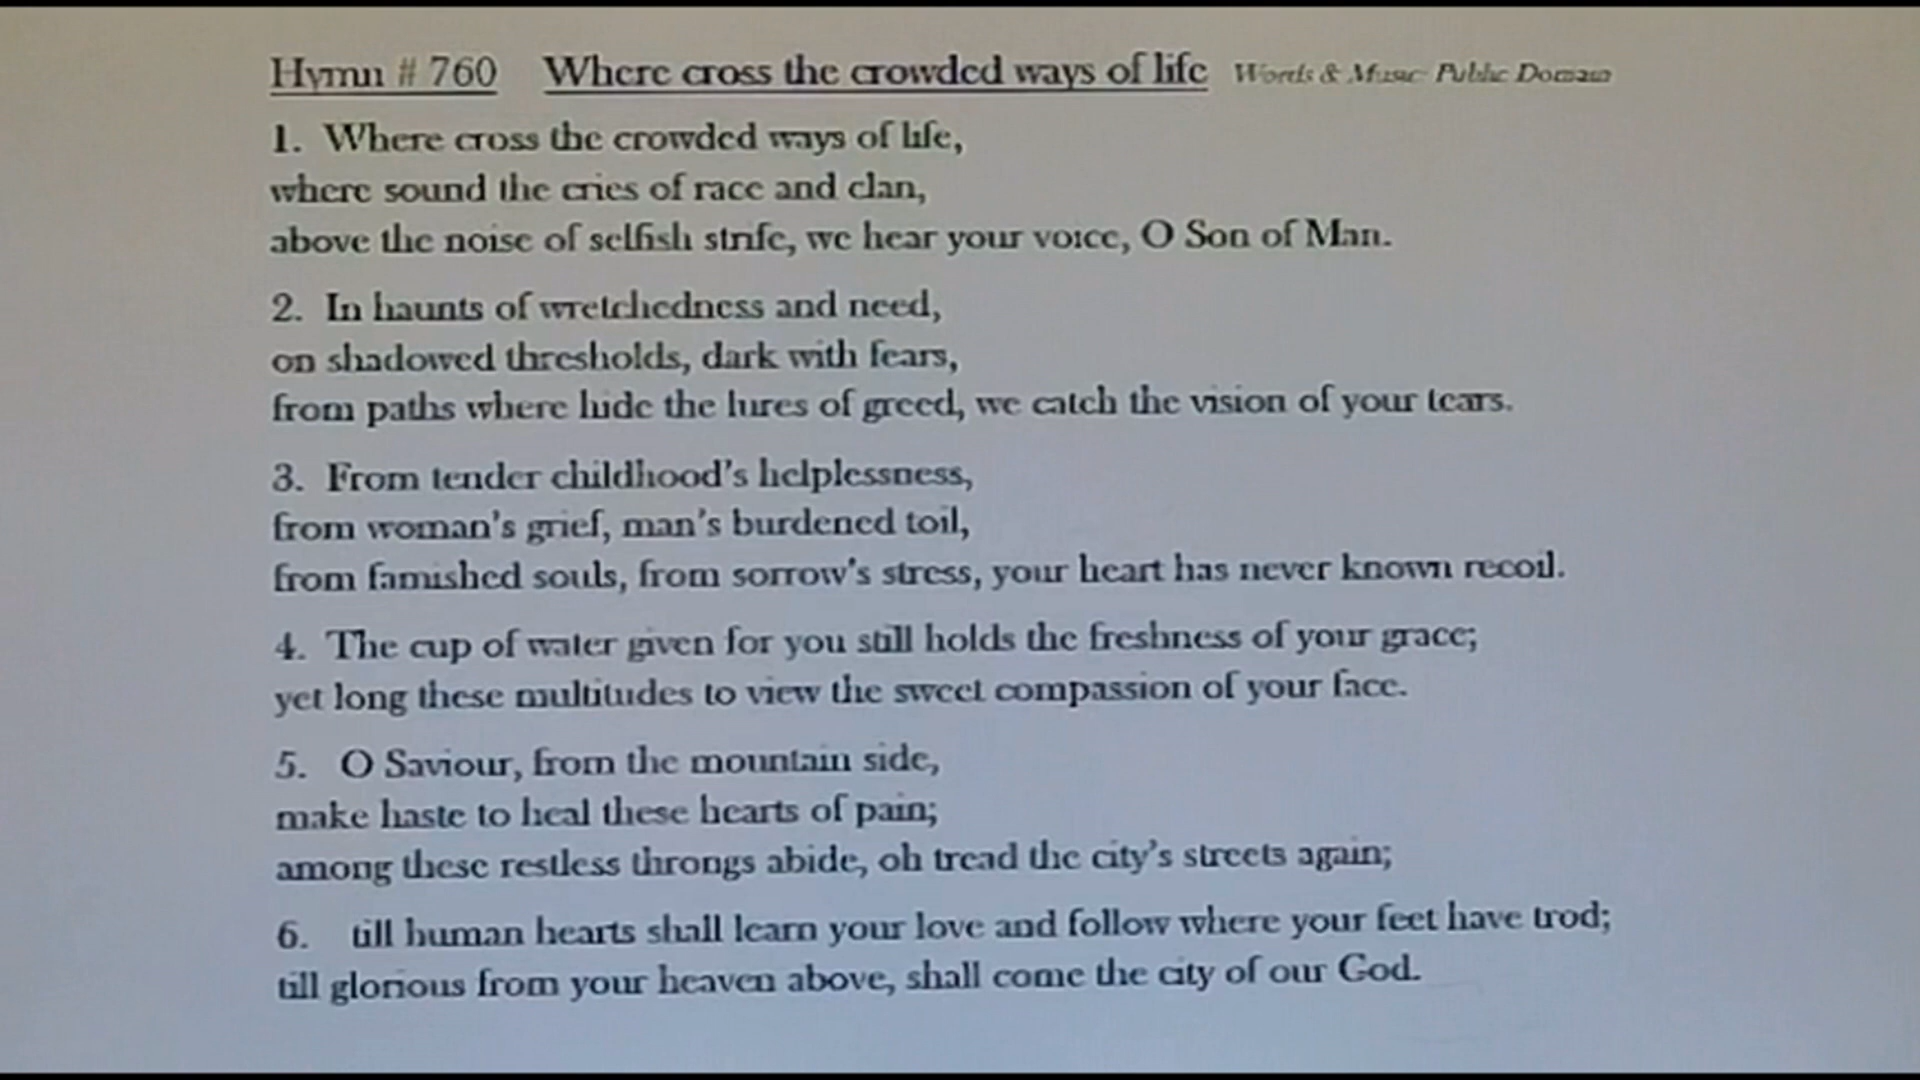 Hymn # 760 Where cross the crowded ways of life Words & Music Public Domain
1. Where cross the crowded ways of life,
where sound the cries of race and clan,
above the noise of selfish strife, we hear your voice, O Son of Man.
2. In haunts of wretchedness and need,
on shadowed thresholds, dark with fears,
from paths where hide the lures of greed, we catch the vision of your tears.
3. From tender childhood's helplessness,
from woman's grief, man's burdened toil,
from famished souls, from sorrow's stress, your heart has never known recoil.
4. The cup of water given for you still holds the freshness of your grace;
yet long these multitudes to view the sweet compassion of your face.
5. O Saviour, from the mountain side,
make haste to heal these hearts of pain;
among these restless throngs abide, oh tread the city's streets again;
6. till human hearts shall learn your love and follow where your feet have trod;
till glorious from your heaven above, shall come the city of our God.